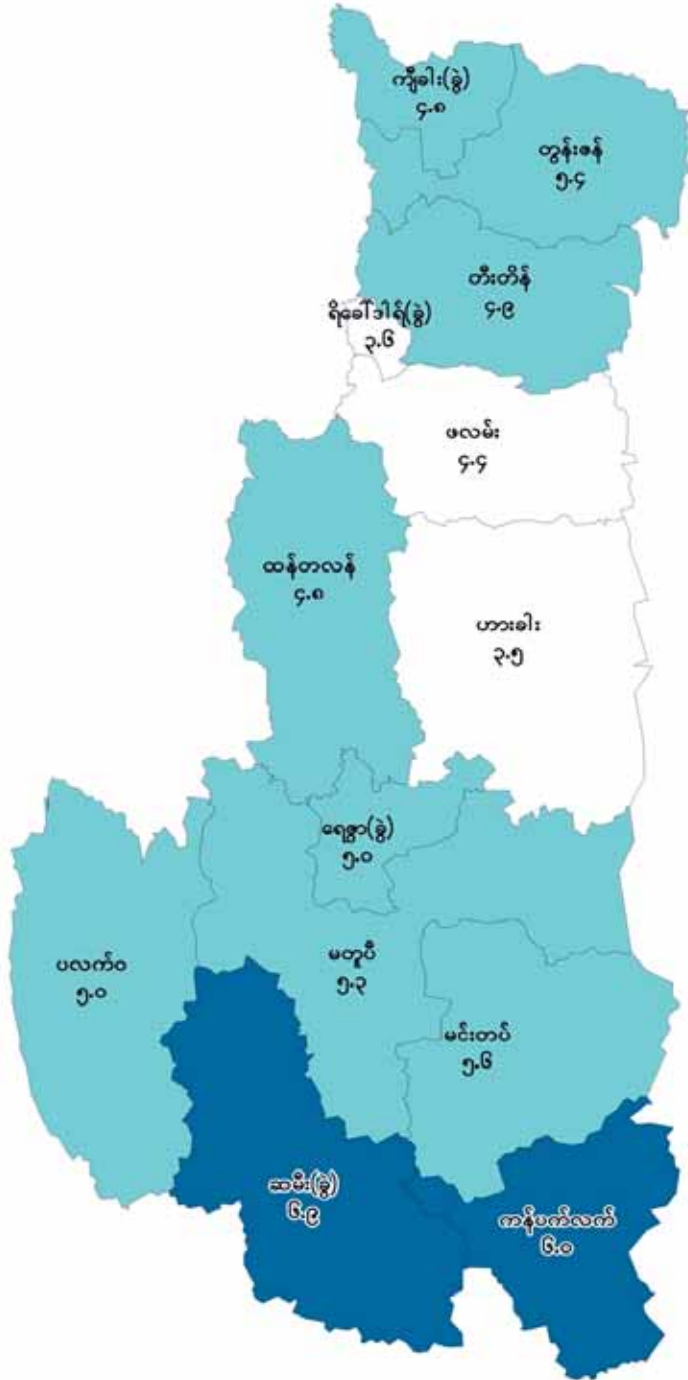 ကျီခါး(ခွဲ)
၄.၈
တွန်းဇန်
၅.၄
တီးတိန်
၄.၉
ရိခေါ်ဒါရ်(ခွဲ)
၃.၆
ဖလမ်း
၄.၄
ထန်တလန်
၄.၈
ဟားခါး
၃.၅
ရေဇွာ(ခွဲ)
၅.၀
ပလက်ဝ
၅.၀
မတူပီ
၅.၃
မင်းတပ်
၅.၆
ဆမီး(ခွဲ)
၆.၉
ကန်ပက်လက်
၆.၀